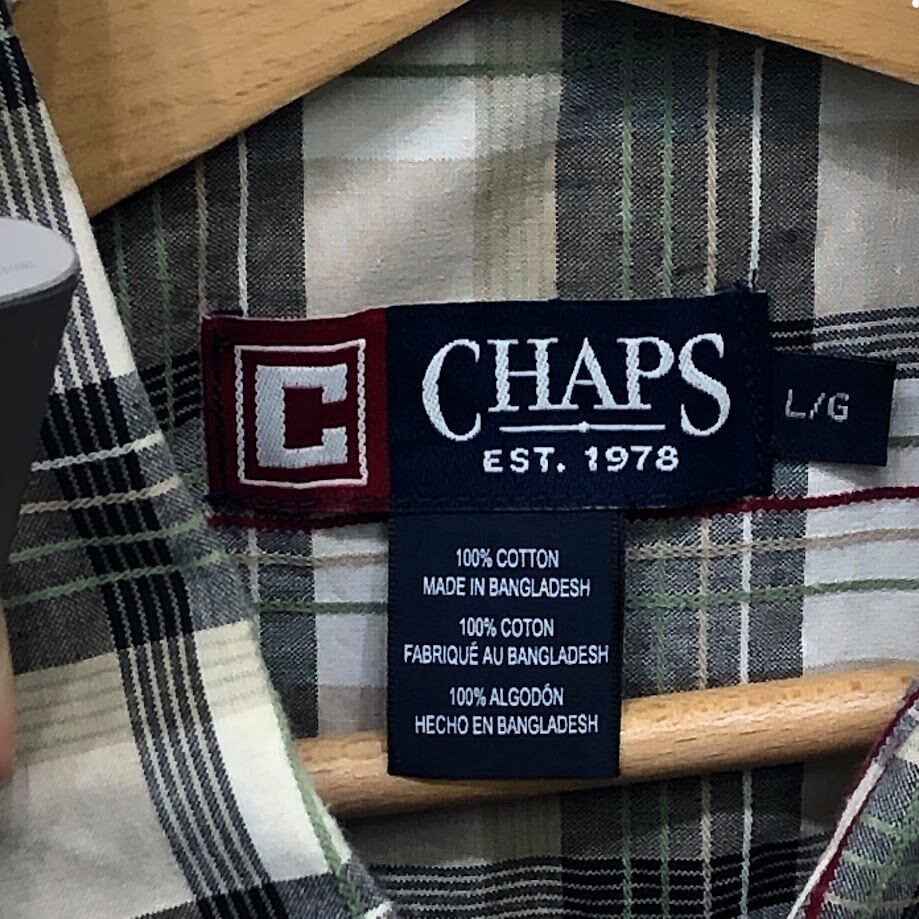 C
CHAPS
EST. 1978
L/G
100% COTTON
MADE IN BANGLADESH
100% COTON
FABRIQUÉ AU BANGLADESH
100% ALGODÓN
HECHO EN BANGLADESH